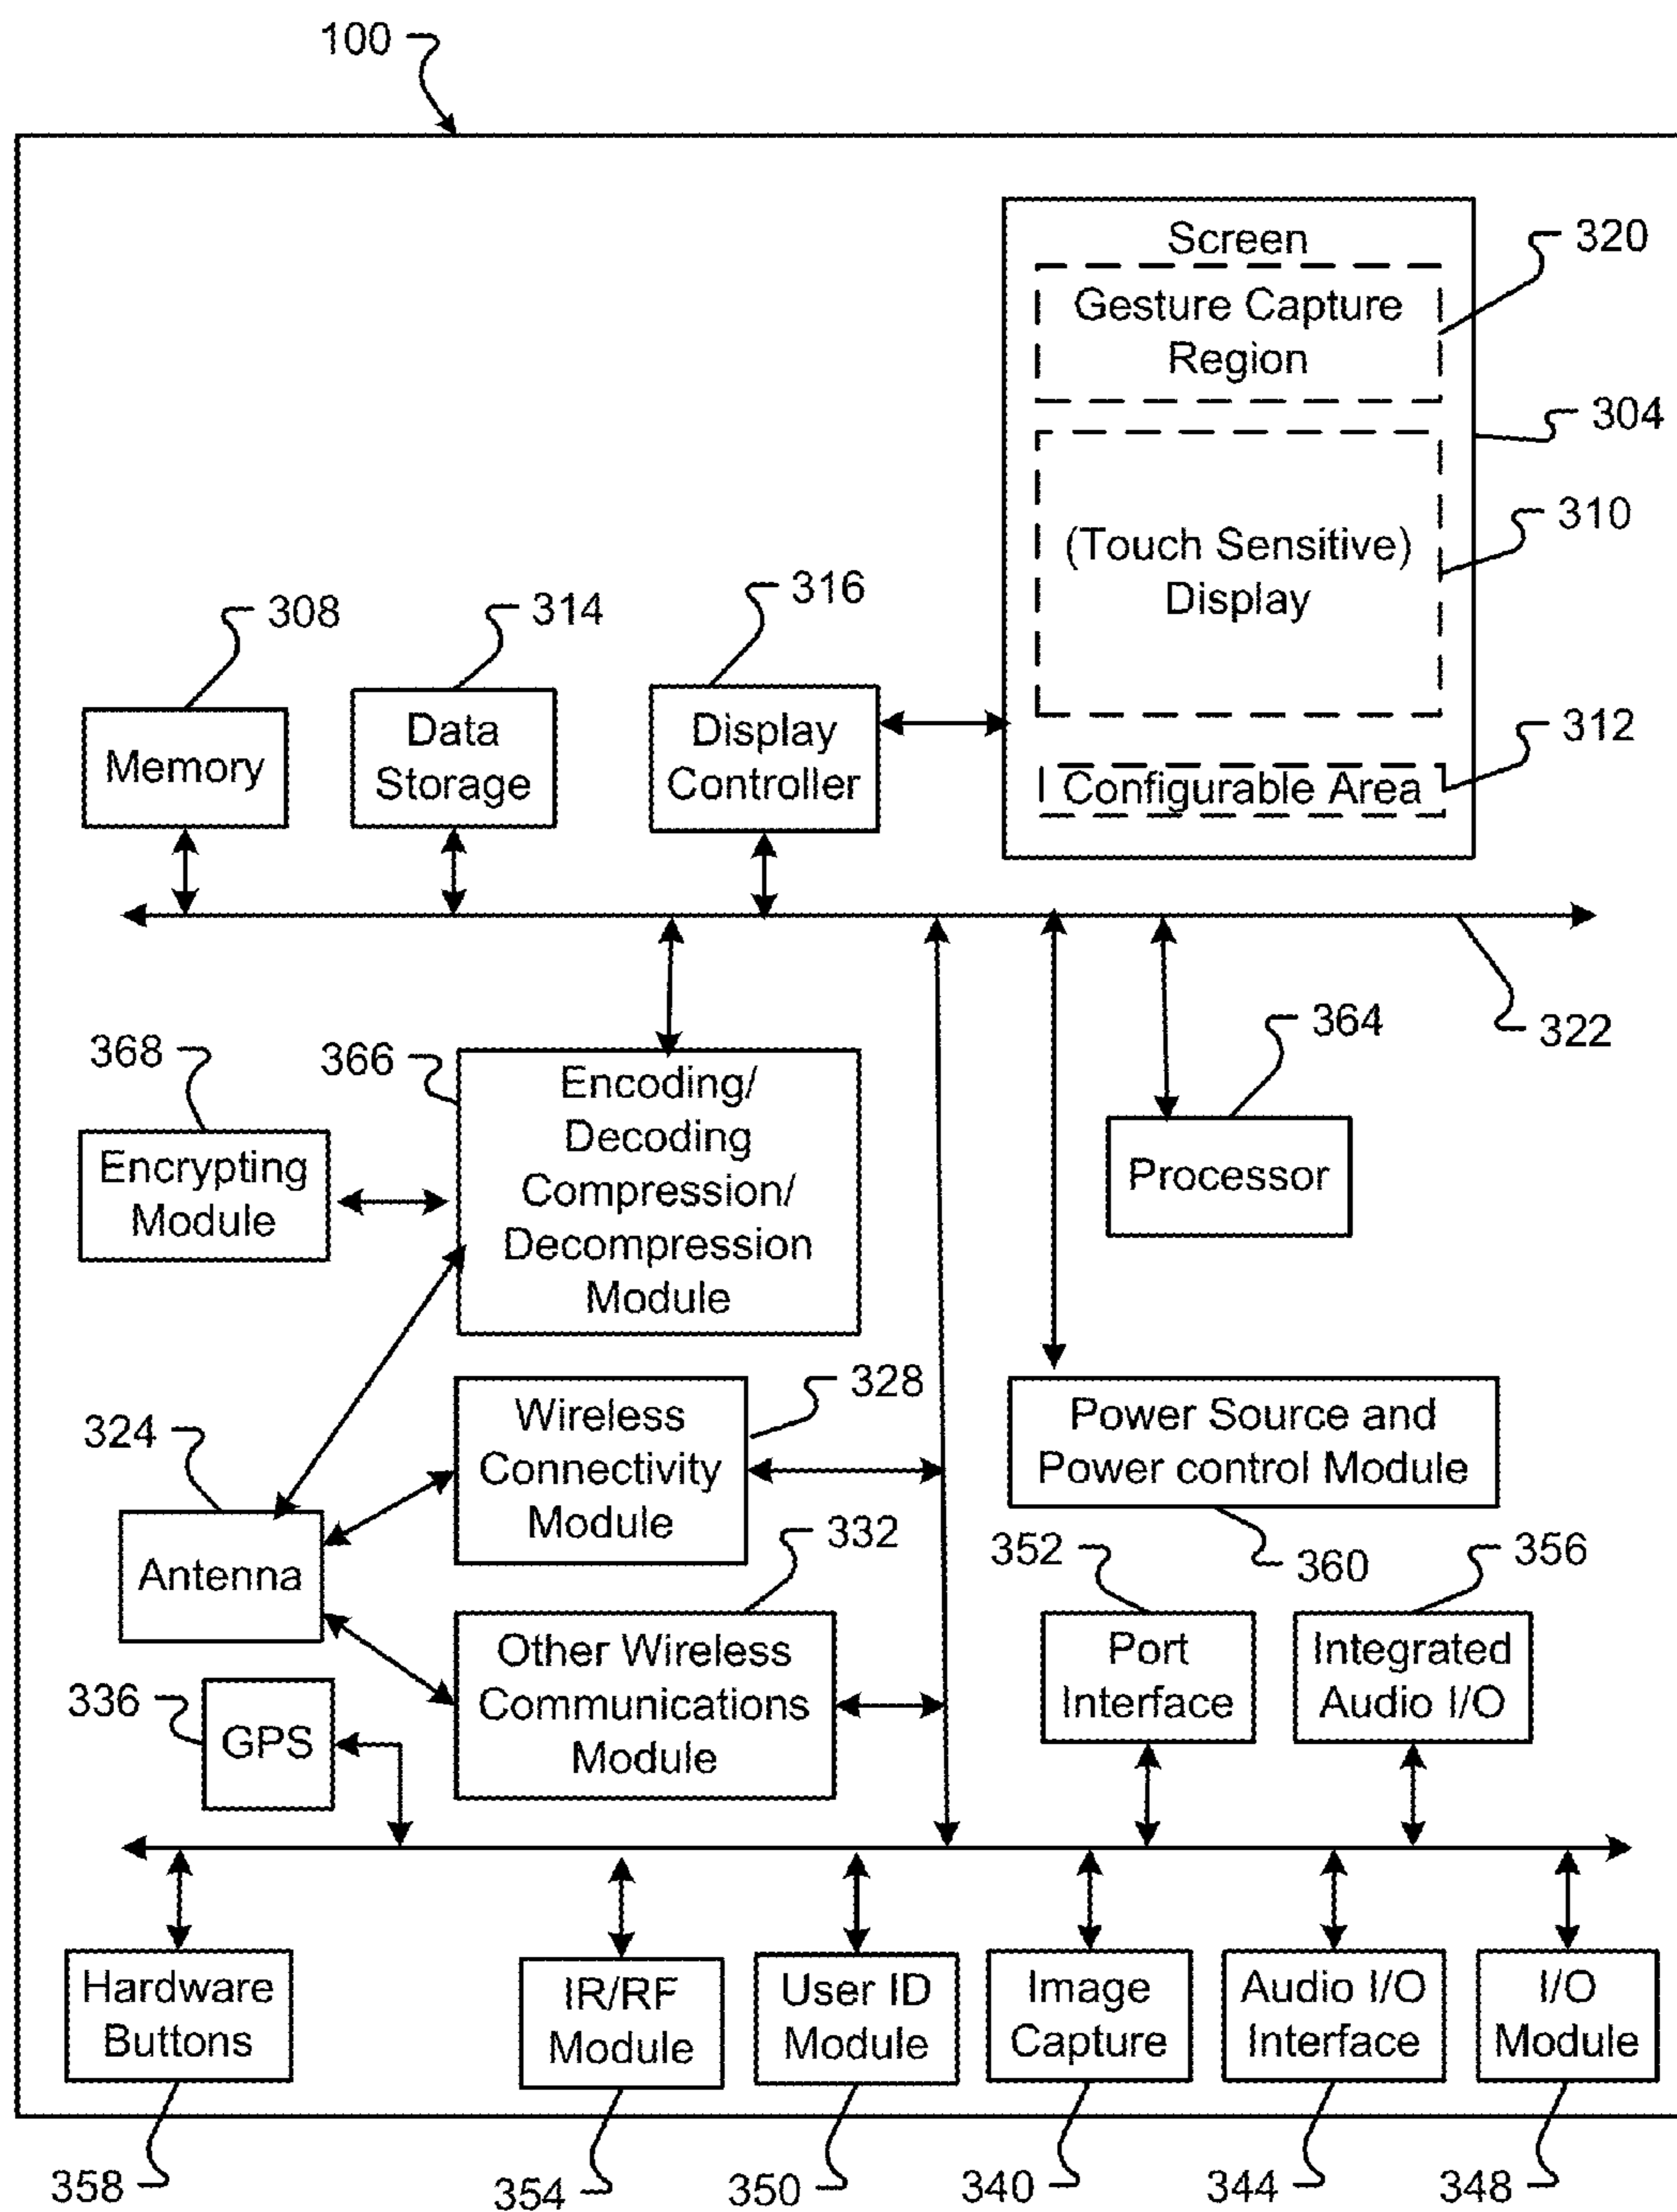 100
Screen
320
Gesture Capture
Region
304
310
(Touch Sensitive)
Display
316
314
308
312
Data
Storage
Display
Controller
Memory
Configurable Area
364
322
368
366
Encoding/
Decoding
Compression/
Decompression
Module
Encrypting
Module
Processor
328
324
Wireless
Connectivity
Module
Power Source and
Power control Module
332
352
360
356
Antenna
Other Wireless
Communications
Module
Port
Interface
Integrated
Audio I/O
336
GPS
Hardware
Buttons
IR/RF
Module
User ID
Module
Image
Capture
Audio I/O
Interface
I/O
Module
358
354
350
340
344
348